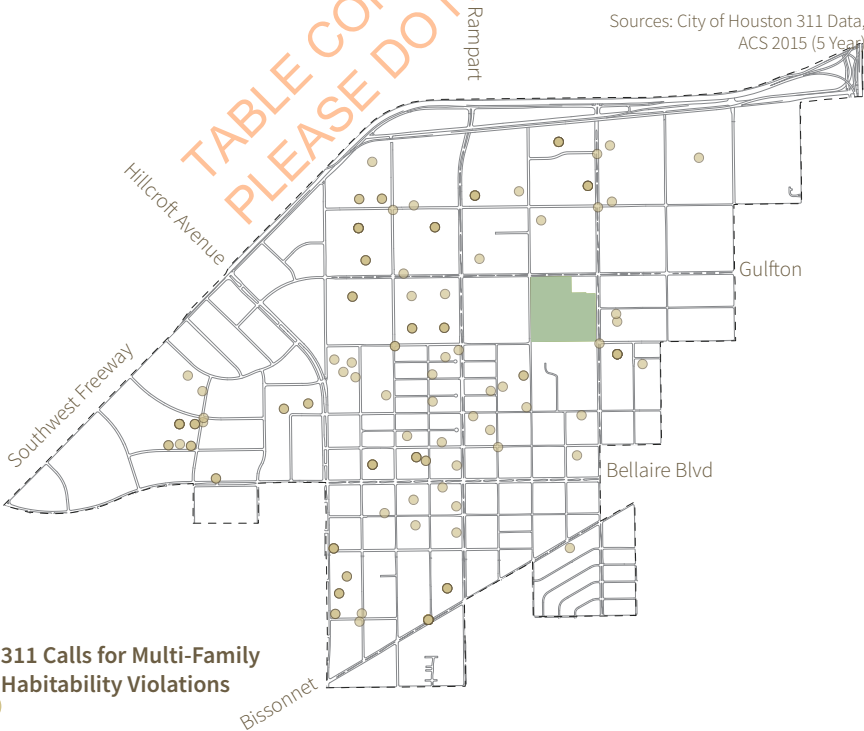 Sources: City of Houston 311 Data,
ACS 2015 (5 Year)
TABLE CO
PLEASE DO
Rampart
Hillcroft Avenue
Gulfton
Southwest Freeway
Bellaire Blvd
311 Calls for Multi-Family
Habitability Violations
Bissonnet